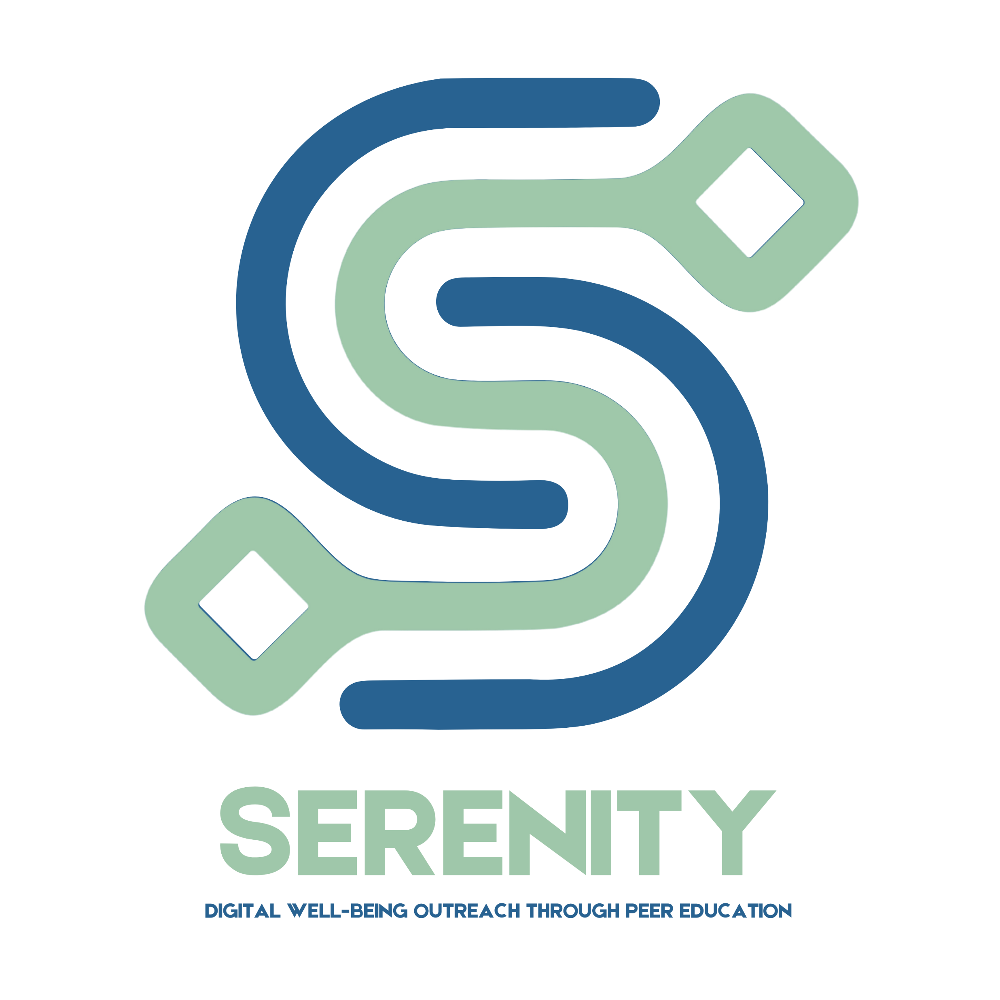 SERENITY
DIGITAL WELL-BEING OUTREACH THROUGH PEER EDUCATION